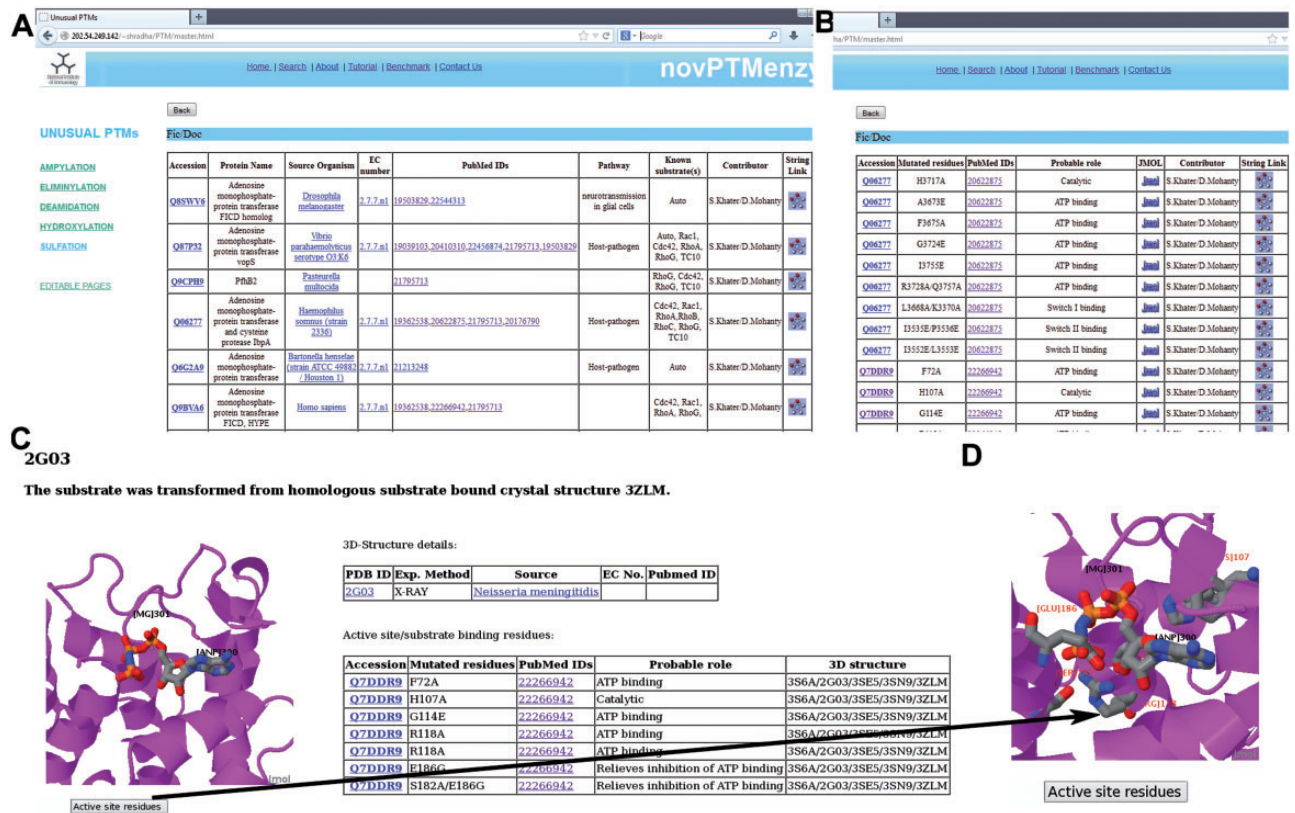 A
Unusual PTMs
202.54.249.142/~shradha/PTM/master.html
Google
National Institute
of Immunology
Home | Search | About | Tutorial | Benchmark | Contact Us
novPTMenzy
Back
UNUSUAL PTMs
AMPYLATION
ELIMINYLATION
DEAMIDATION
HYDROXYLATION
SULFATION
EDITABLE PAGES
Fic/Doc
Accession Protein Name Source Organism EC number PubMed IDs Pathway Known substrate(s) Contributor String Link
Q8SWV6 Adenosine monophosphate-protein transferase FICD homolog Drosophila melanogaster 2.7.7.n1 19503829,22544313 neurotransmission in glial cells Auto S.Khater/D.Mohanty
Q87P32 Adenosine monophosphate-protein transferase vopS Vibrio parahaemolyticus serotype O3:K6 2.7.7.n1 19039103,20410310,22456874,21795713,19503829 Host-pathogen Auto, Rac1, Cdc42, RhoA, RhoG, TC10 S.Khater/D.Mohanty
Q9CPH9 PfhB2 Pasteurella multocida 21795713 RhoG, Cdc42, RhoG, TC10 S.Khater/D.Mohanty
Q06277 Adenosine monophosphate-protein transferase and cysteine protease IbpA Haemophilus somnus (strain 2336) 2.7.7.n1 19362538,20622875,21795713,20176790 Host-pathogen Cdc42, Rac1, RhoA,RhoB, RhoC, RhoG, TC10 S.Khater/D.Mohanty
Q6G2A9 Adenosine monophosphate-protein transferase Bartonella henselae (strain ATCC 49882 / Houston 1) 2.7.7.n1 21213248 Host-pathogen Auto S.Khater/D.Mohanty
Q9BVA6 Adenosine monophosphate-protein transferase FICD, HYPE Homo sapiens 2.7.7.n1 19362538,22266942,21795713 Cdc42, Rac1, RhoA, RhoG, S.Khater/D.Mohanty
B
ha/PTM/master.html
Home | Search | About | Tutorial | Benchmark | Contact Us
Back
Fic/Doc
Accession Mutated residues PubMed IDs Probable role JMOL Contributor String Link
Q06277 H3717A 20622875 Catalytic Jmol S.Khater/D.Mohanty
Q06277 A3673E 20622875 ATP binding Jmol S.Khater/D.Mohanty
Q06277 F3675A 20622875 ATP binding Jmol S.Khater/D.Mohanty
Q06277 G3724E 20622875 ATP binding Jmol S.Khater/D.Mohanty
Q06277 I3755E 20622875 ATP binding Jmol S.Khater/D.Mohanty
Q06277 R3728A/Q3757A 20622875 ATP binding Jmol S.Khater/D.Mohanty
Q06277 L3668A/K3370A 20622875 Switch I binding Jmol S.Khater/D.Mohanty
Q06277 I3535E/P3536E 20622875 Switch II binding Jmol S.Khater/D.Mohanty
Q06277 I3552E/L3553E 20622875 Switch II binding Jmol S.Khater/D.Mohanty
Q7DDR9 F72A 22266942 ATP binding Jmol S.Khater/D.Mohanty
Q7DDR9 H107A 22266942 Catalytic Jmol S.Khater/D.Mohanty
Q7DDR9 G114E 22266942 ATP binding Jmol S.Khater/D.Mohanty
C
2G03
The substrate was transformed from homologous substrate bound crystal structure 3ZLM.
[MG]301
[ANP]300
Jmol
Active site residues
3D-Structure details:
PDB ID Exp. Method Source EC No. Pubmed ID
2G03 X-RAY Neisseria meningitidis
Active site/substrate binding residues:
Accession Mutated residues PubMed IDs Probable role 3D structure
Q7DDR9 F72A 22266942 ATP binding 3S6A/2G03/3SE5/3SN9/3ZLM
Q7DDR9 H107A 22266942 Catalytic 3S6A/2G03/3SE5/3SN9/3ZLM
Q7DDR9 G114E 22266942 ATP binding 3S6A/2G03/3SE5/3SN9/3ZLM
Q7DDR9 R118A 22266942 ATP binding 3S6A/2G03/3SE5/3SN9/3ZLM
Q7DDR9 R118A 22266942 ATP binding 3S6A/2G03/3SE5/3SN9/3ZLM
Q7DDR9 E186G 22266942 Relieves inhibition of ATP binding 3S6A/2G03/3SE5/3SN9/3ZLM
Q7DDR9 S182A/E186G 22266942 Relieves inhibition of ATP binding 3S6A/2G03/3SE5/3SN9/3ZLM
D
S]107
[MG]301
[GLU]186
[ANP]300
Active site residues